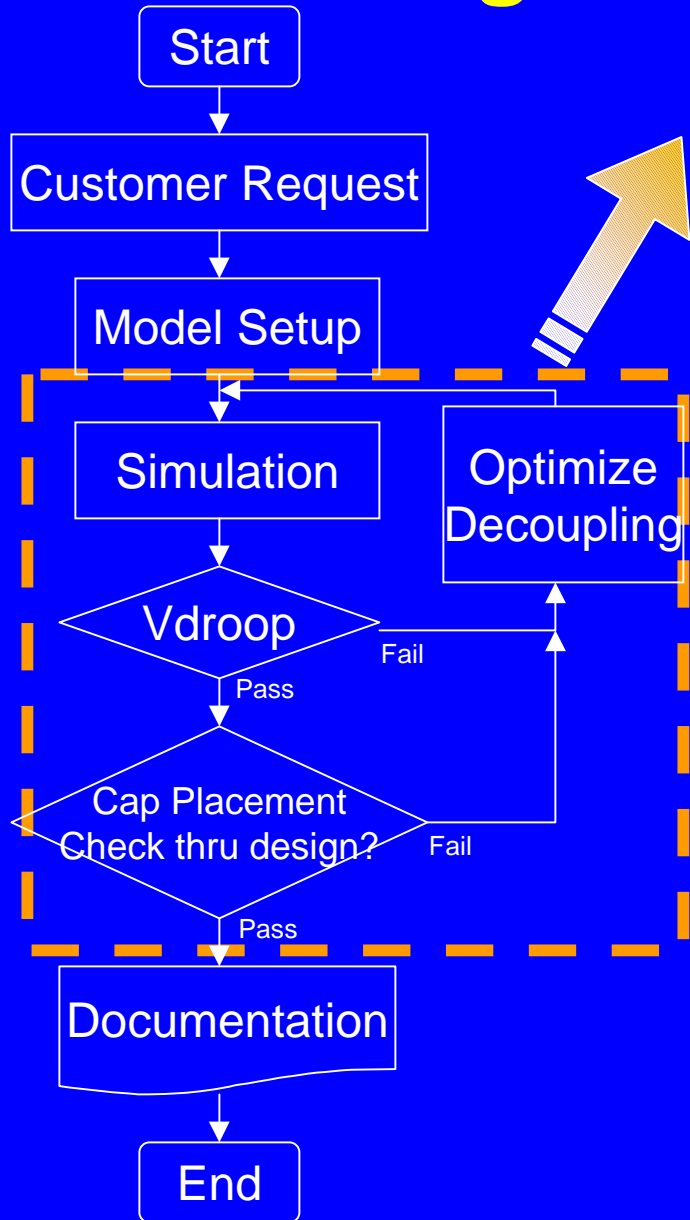 Start
Customer Request
Model Setup
Simulation
Optimize
Decoupling
Vdroop
Fail
Pass
Cap Placement
Check thru design?
Fail
Pass
Documentation
End